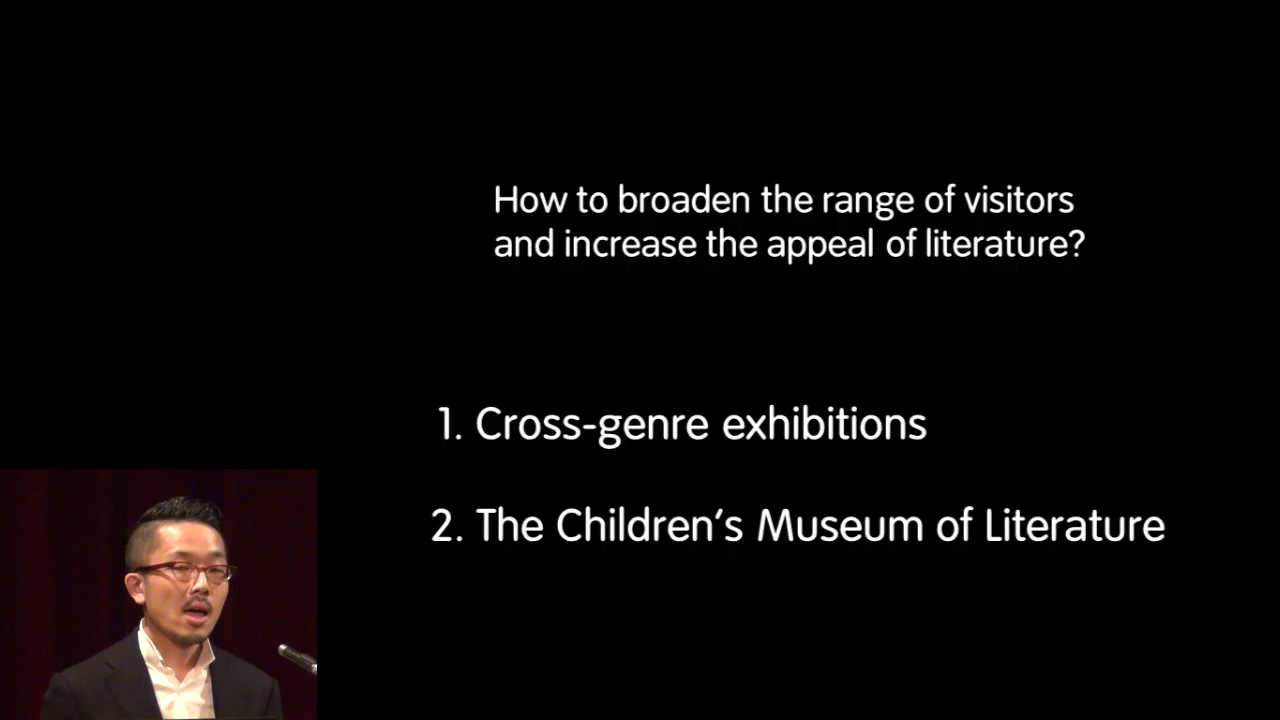 How to broaden the range of visitors
and increase the appeal of literature?
1. Cross-genre exhibitions
2. The Children's Museum of Literature